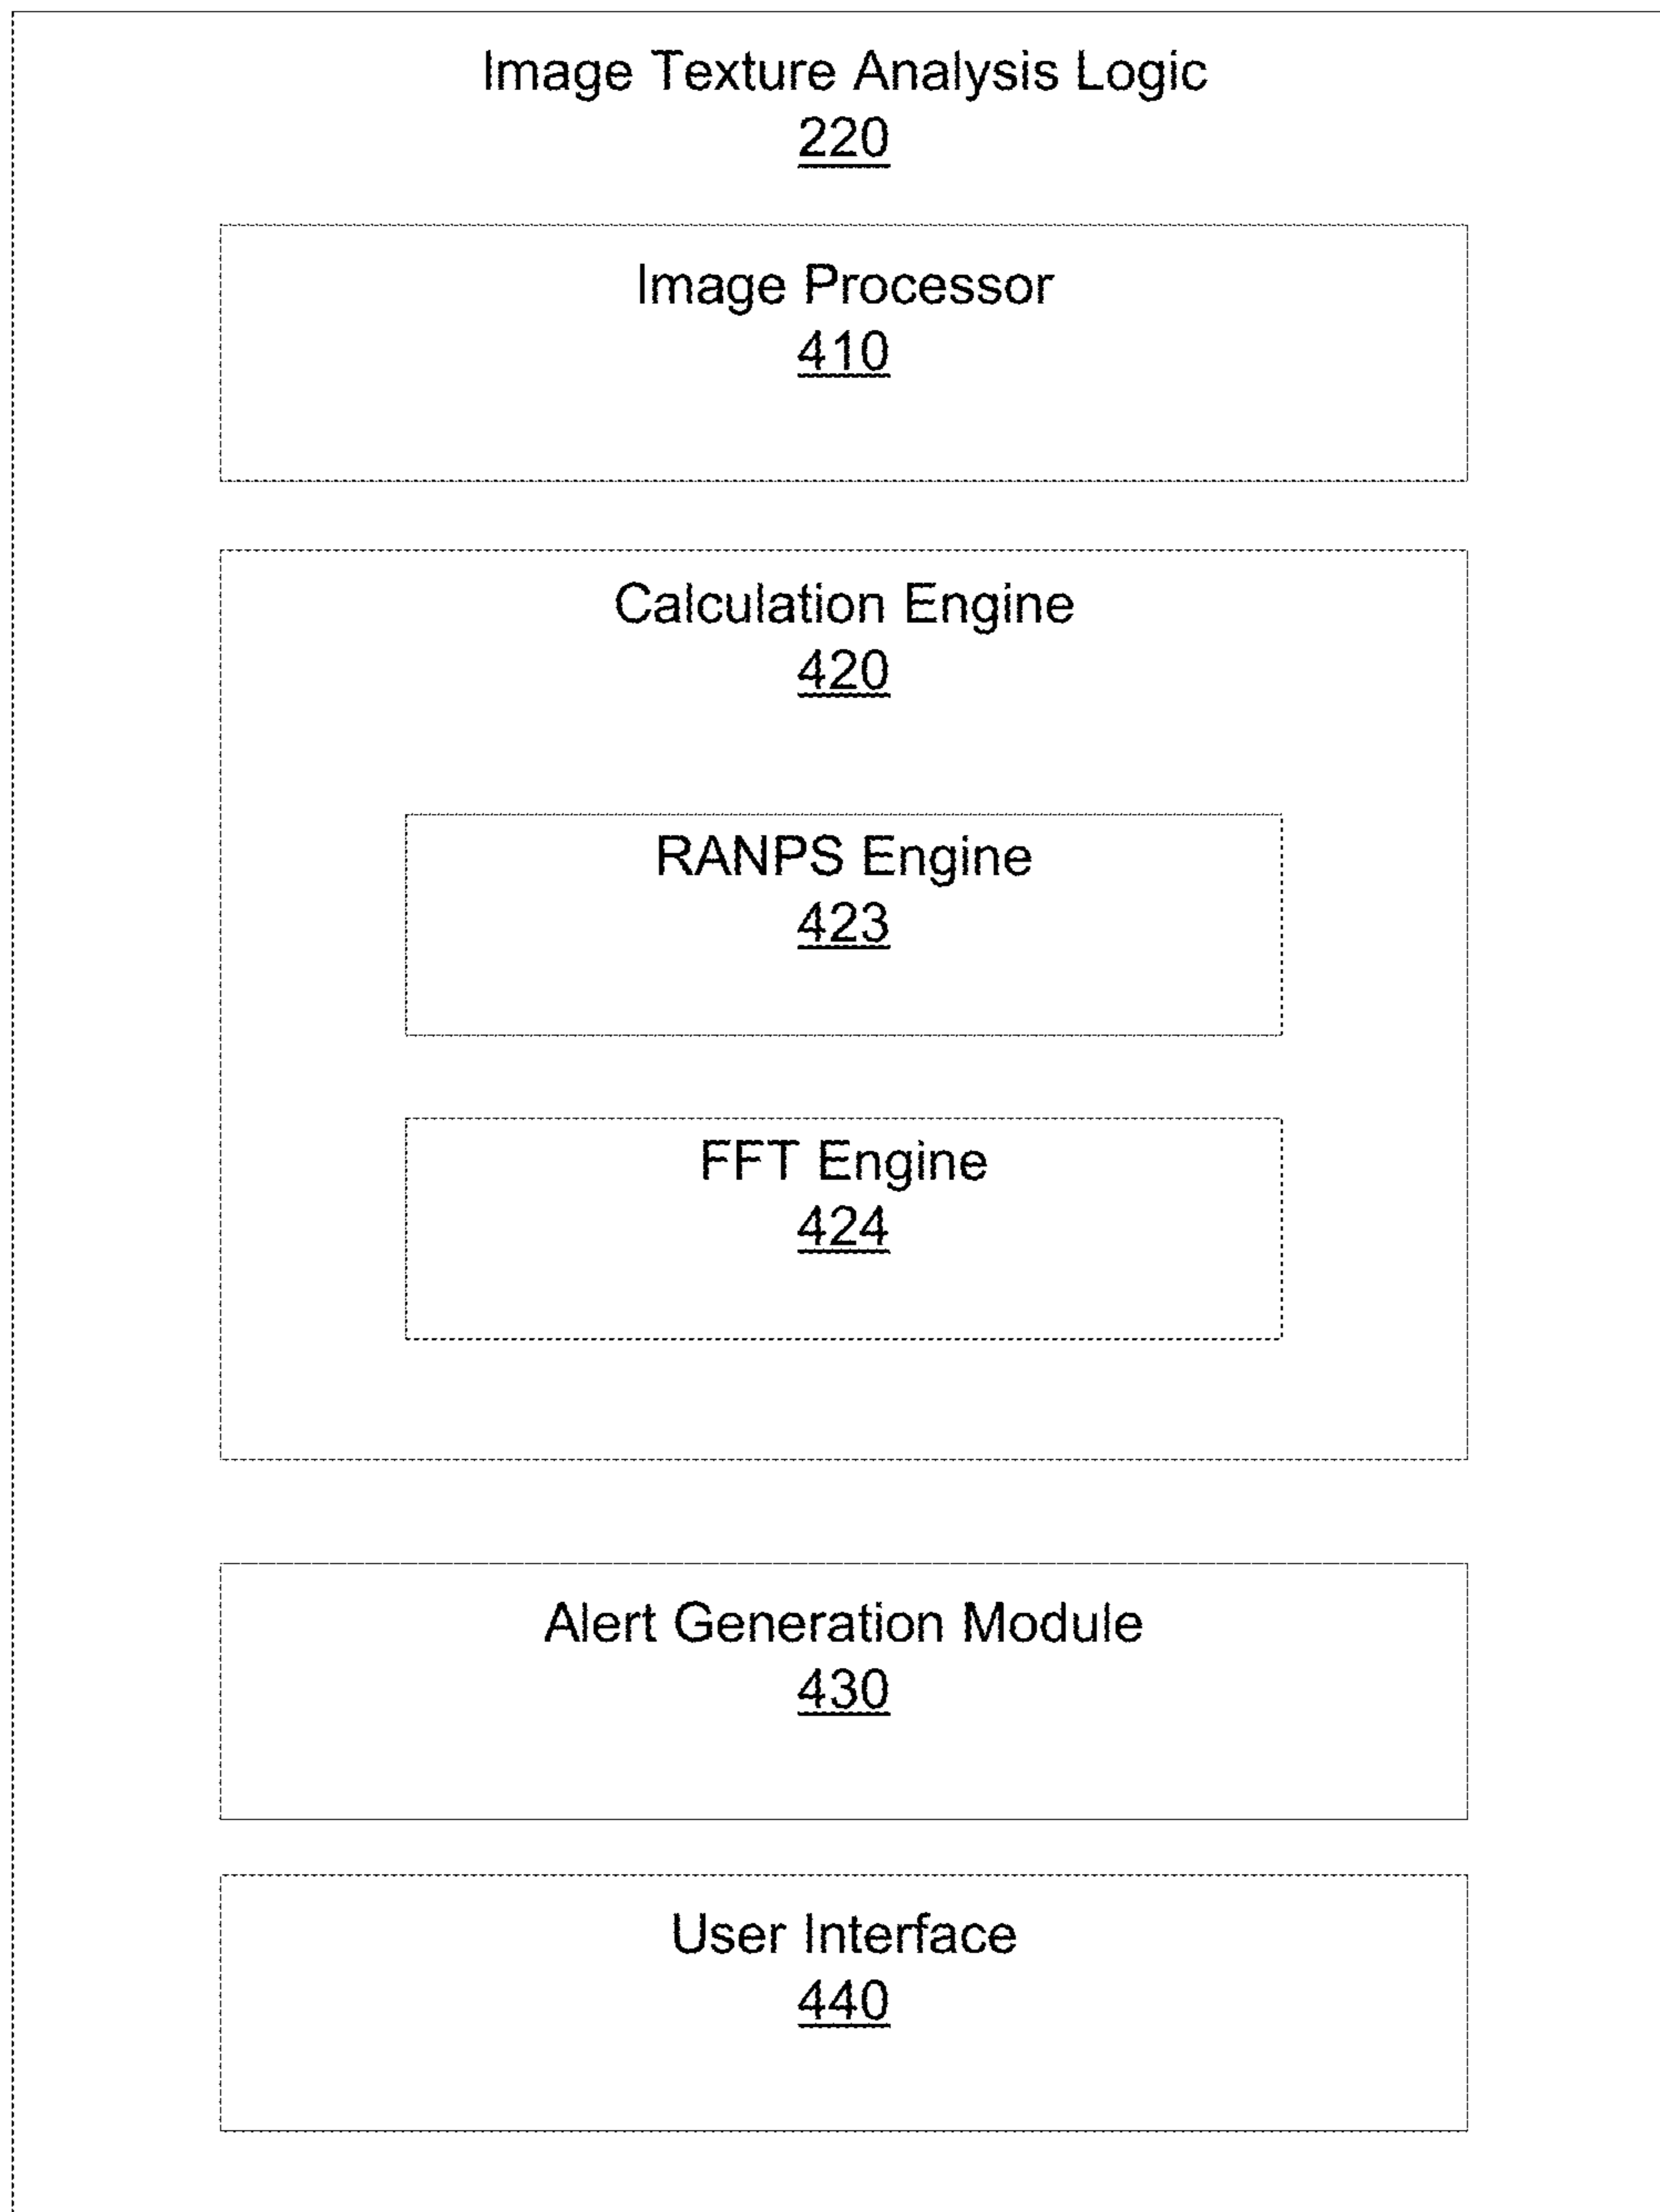 Image Texture Analysis Logic
220
Image Processor
410
Calculation Engine
420
RANPS Engine
423
FFT Engine
424
Alert Generation Module
430
User Interface
440